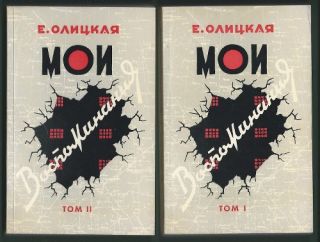 Е. ОЛИЦКАЯ
МОИ
Воспоминания
ТОМ II
Е. ОЛИЦКАЯ
МОИ
Воспоминания
ТОМ I